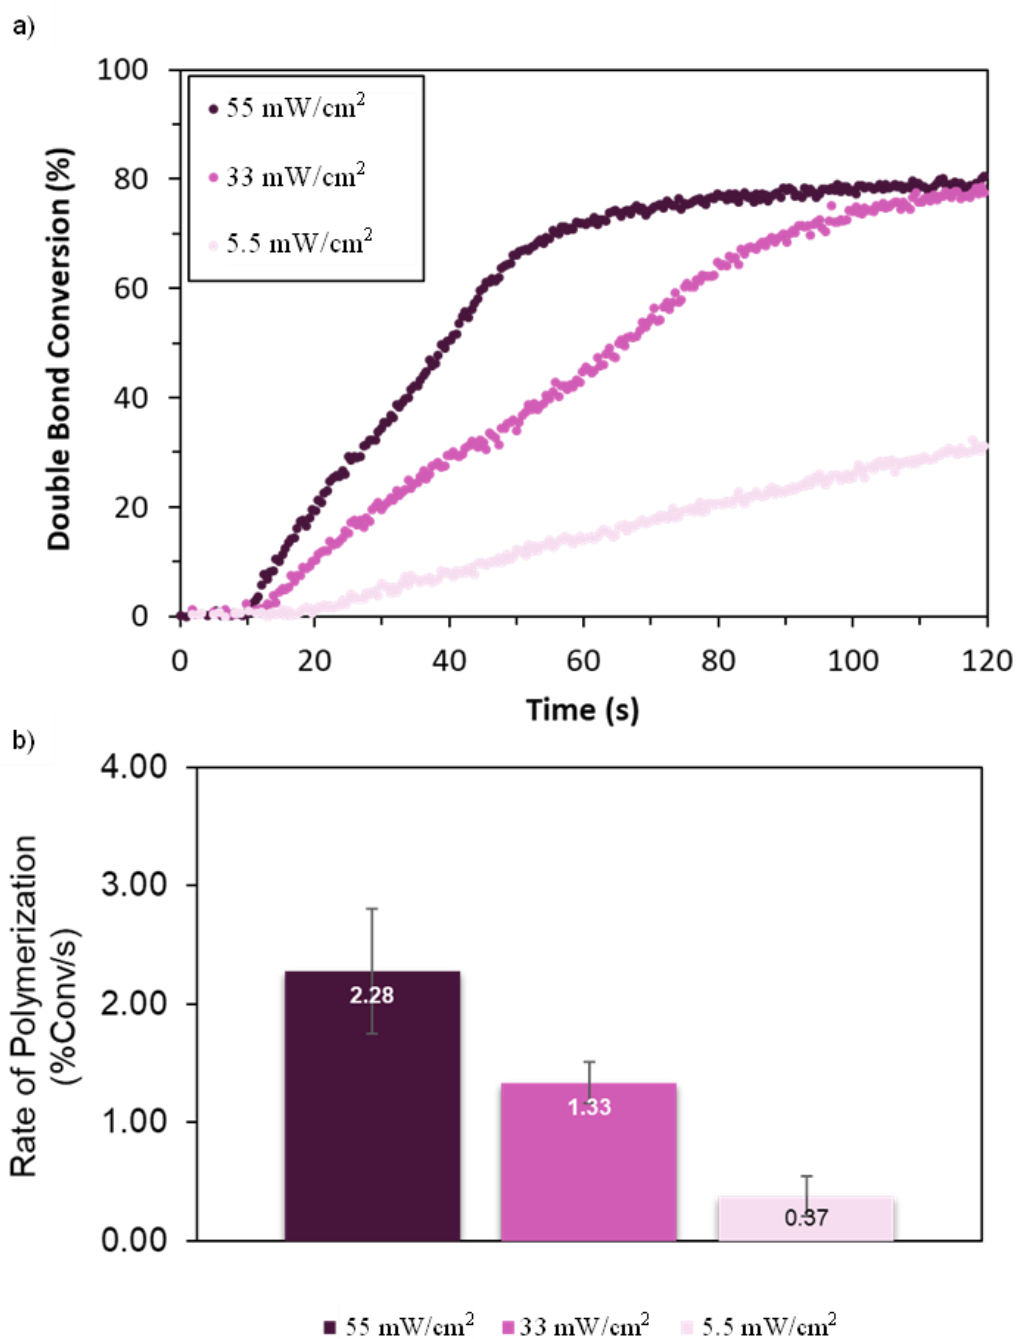 a)
100
80
60
40
20
0
Double Bond Conversion (%)
55 mW/cm²
33 mW/cm²
5.5 mW/cm²
0 20 40 60 80 100 120
Time (s)
b)
4.00
3.00
2.00
1.00
0.00
Rate of Polymerization
(%Conv/s)
2.28
1.33
0.37
55 mW/cm² 33 mW/cm² 5.5 mW/cm²